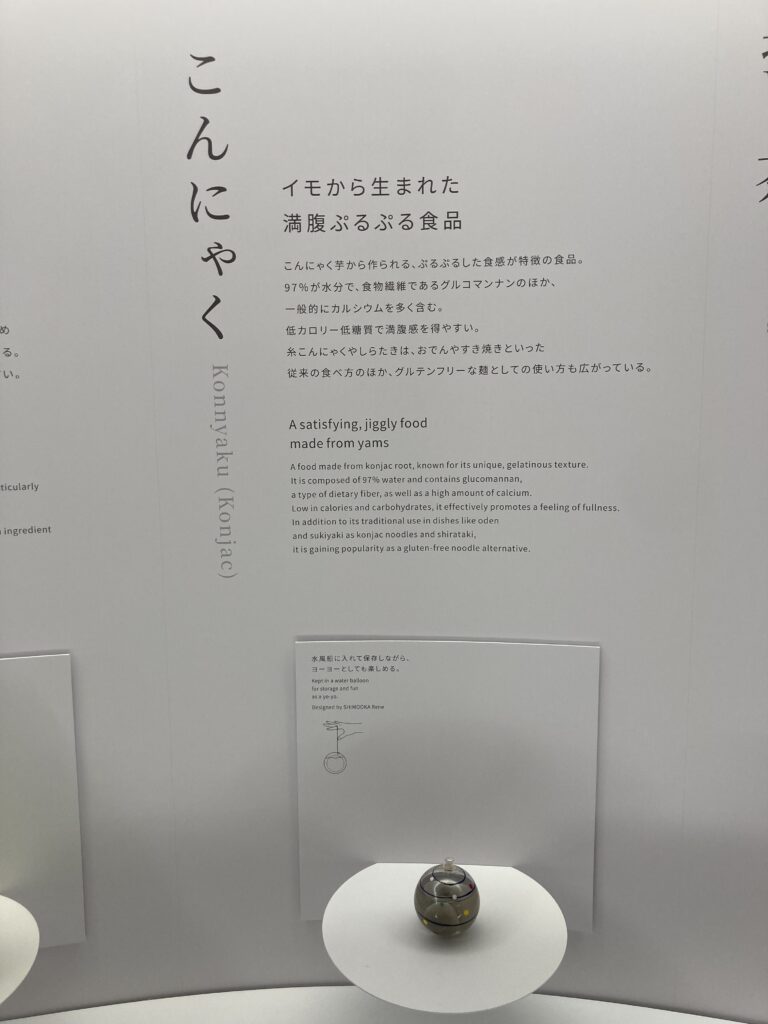 こんにゃく
Konnyaku (Konjac)
イモから生まれた
満腹ぷるぷる食品
こんにゃく芋から作られる、ぷるぷるした食感が特徴の食品。
97%が水分で、食物繊維であるグルコマンナンのほか、
一般的にカルシウムを多く含む。
低カロリー低糖質で満腹感を得やすい。
糸こんにゃくやしらたきは、おでんやすき焼きといった
従来の食べ方のほか、グルテンフリーな麺としての使い方も広がっている。
A satisfying, jiggly food
made from yams
A food made from konjac root, known for its unique, gelatinous texture.
It is composed of 97% water and contains glucomannan,
a type of dietary fiber, as well as a high amount of calcium.
Low in calories and carbohydrates, it effectively promotes a feeling of fullness.
In addition to its traditional use in dishes like oden
and sukiyaki as konjac noodles and shirataki,
it is gaining popularity as a gluten-free noodle alternative.
水風船に入れて保存しながら、
ヨーヨーとしても楽しめる。
Kept in a water balloon
for storage and fun
as a yo-yo.
Designed by SHIMOOKA Rene
め
る。
い。
ticularly
ingredient